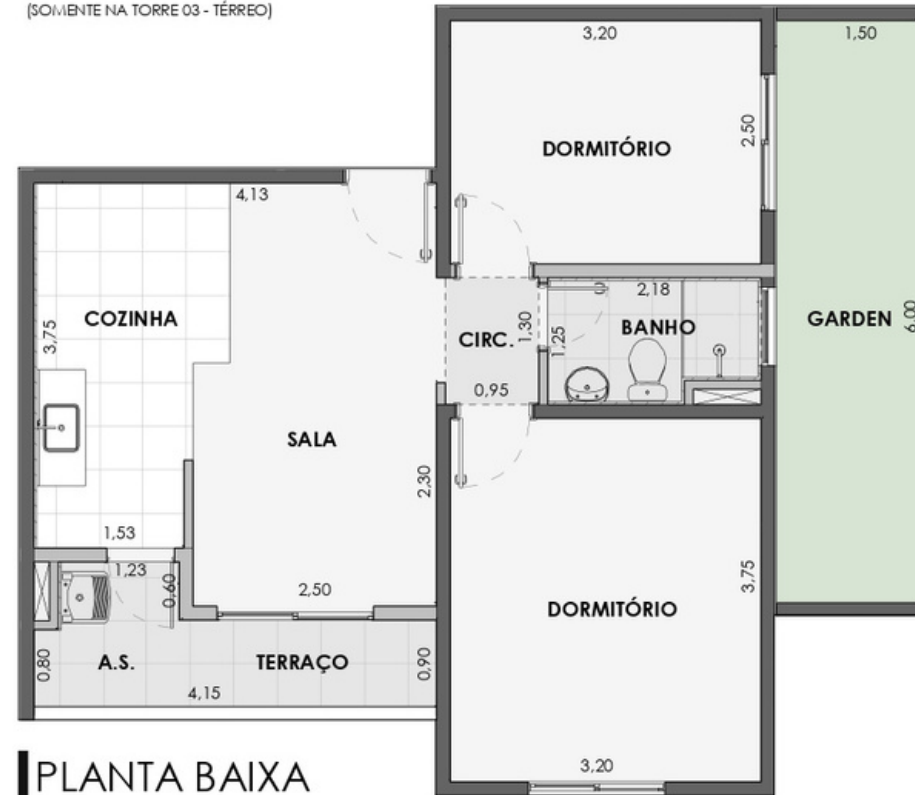 (SOMENTE NA TORRE 03 - TÉRREO)
3,20
1,50
2,50
DORMITÓRIO
4,13
COZINHA
3,75
2,18
BANHO
1,30
1,25
CIRC.
GARDEN
6,00
0,95
SALA
2,30
1,53
1,23
0,60
2,50
3,75
DORMITÓRIO
0,80
A.S.
TERRAÇO
0,90
4,15
3,20
PLANTA BAIXA